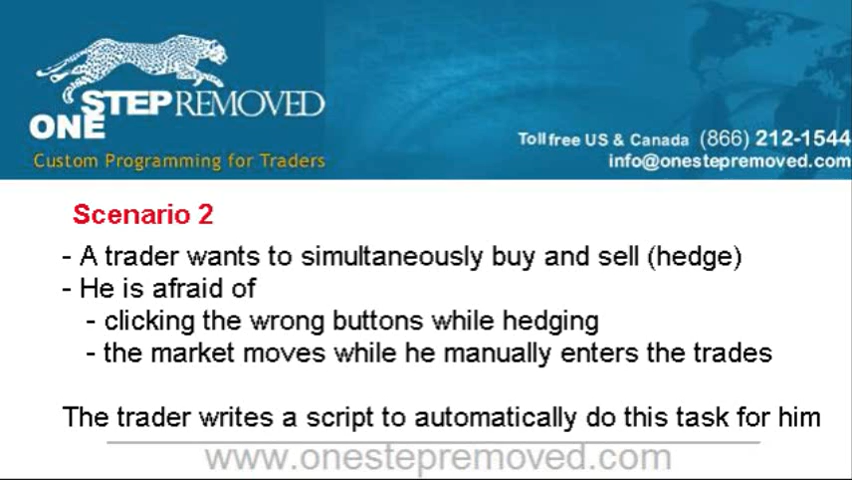 ONE STEP REMOVED
Custom Programming for Traders
Toll free US & Canada (866) 212-1544
info@onestepremoved.com
Scenario 2
- A trader wants to simultaneously buy and sell (hedge)
- He is afraid of
- clicking the wrong buttons while hedging
- the market moves while he manually enters the trades
The trader writes a script to automatically do this task for him
www.onestepremoved.com